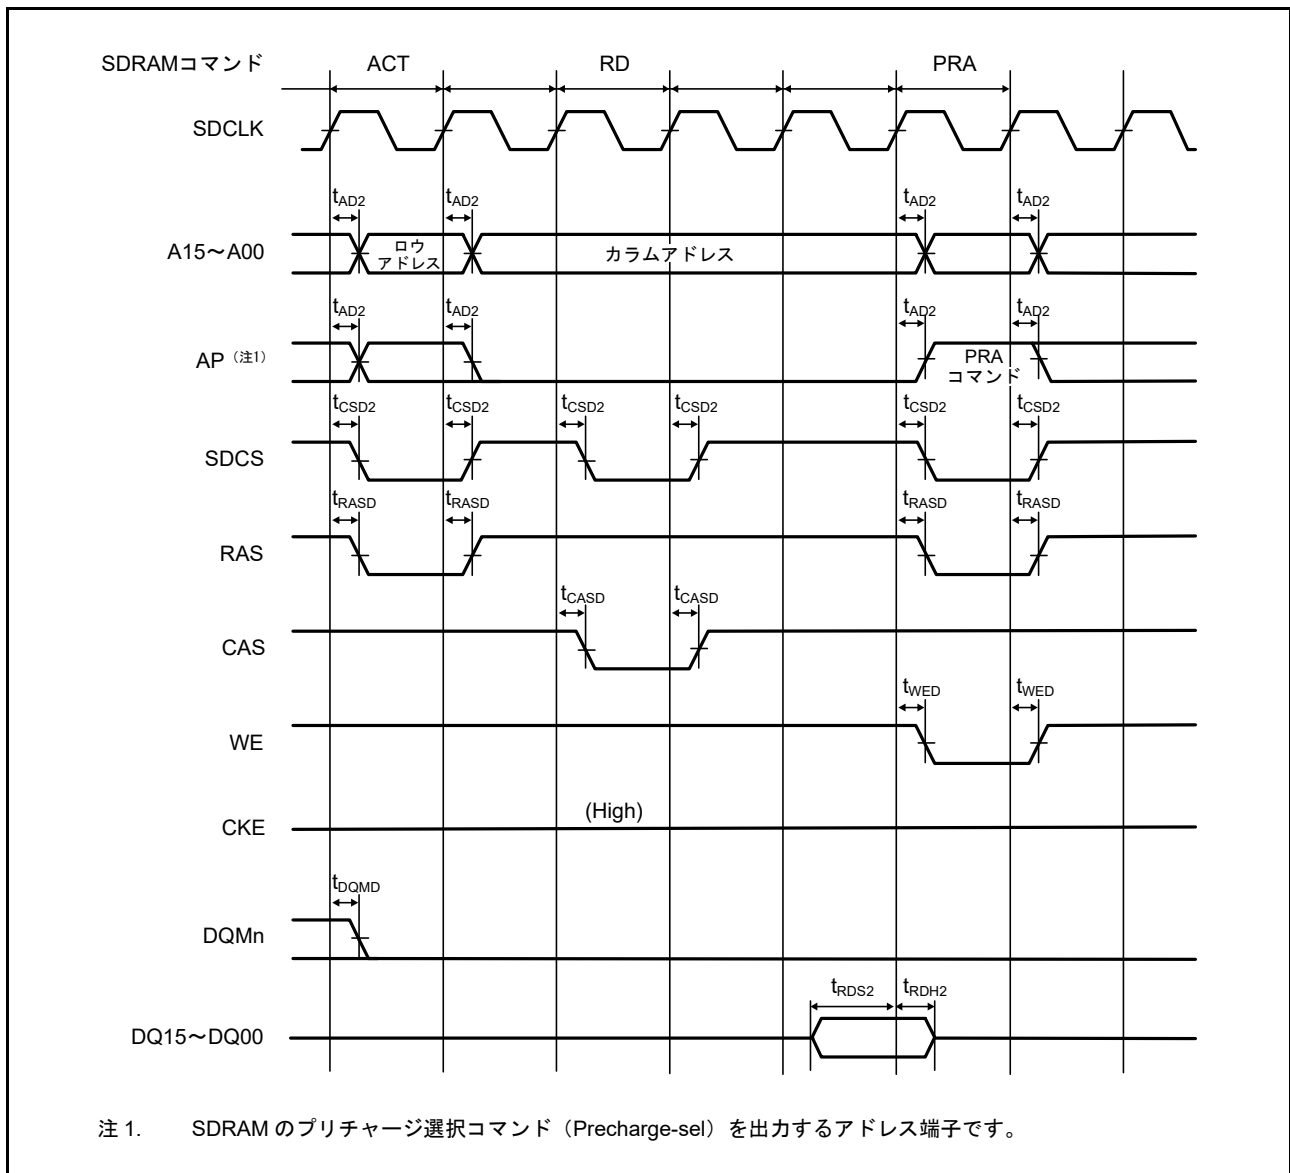 SDRAMコマンド ACT RD PRA
SDCLK
tAD2 tAD2 tAD2 tAD2
A15～A00 ロウ アドレス カラムアドレス
tAD2 tAD2 tAD2 tAD2
AP（注1） PRA コマンド
tCSD2 tCSD2 tCSD2 tCSD2 tCSD2 tCSD2
SDCS
tRASD tRASD tRASD tRASD
RAS
tCASD tCASD
CAS
tWED tWED
WE
(High)
CKE
tDQMD
DQMn
tRDS2 tRDH2
DQ15～DQ00
注 1. SDRAM のプリチャージ選択コマンド（Precharge-sel）を出力するアドレス端子です。